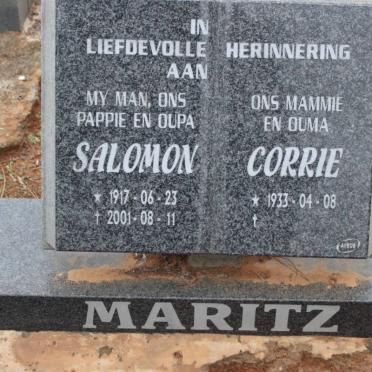 IN
LIEFDEVOLLE HERINNERING
AAN
MY MAN, ONS
PAPPIE EN OUPA
SALOMON
* 1917-06-23
† 2001-08-11
ONS MAMMIE
EN OUMA
CORRIE
* 1933-04-08
†
MARITZ